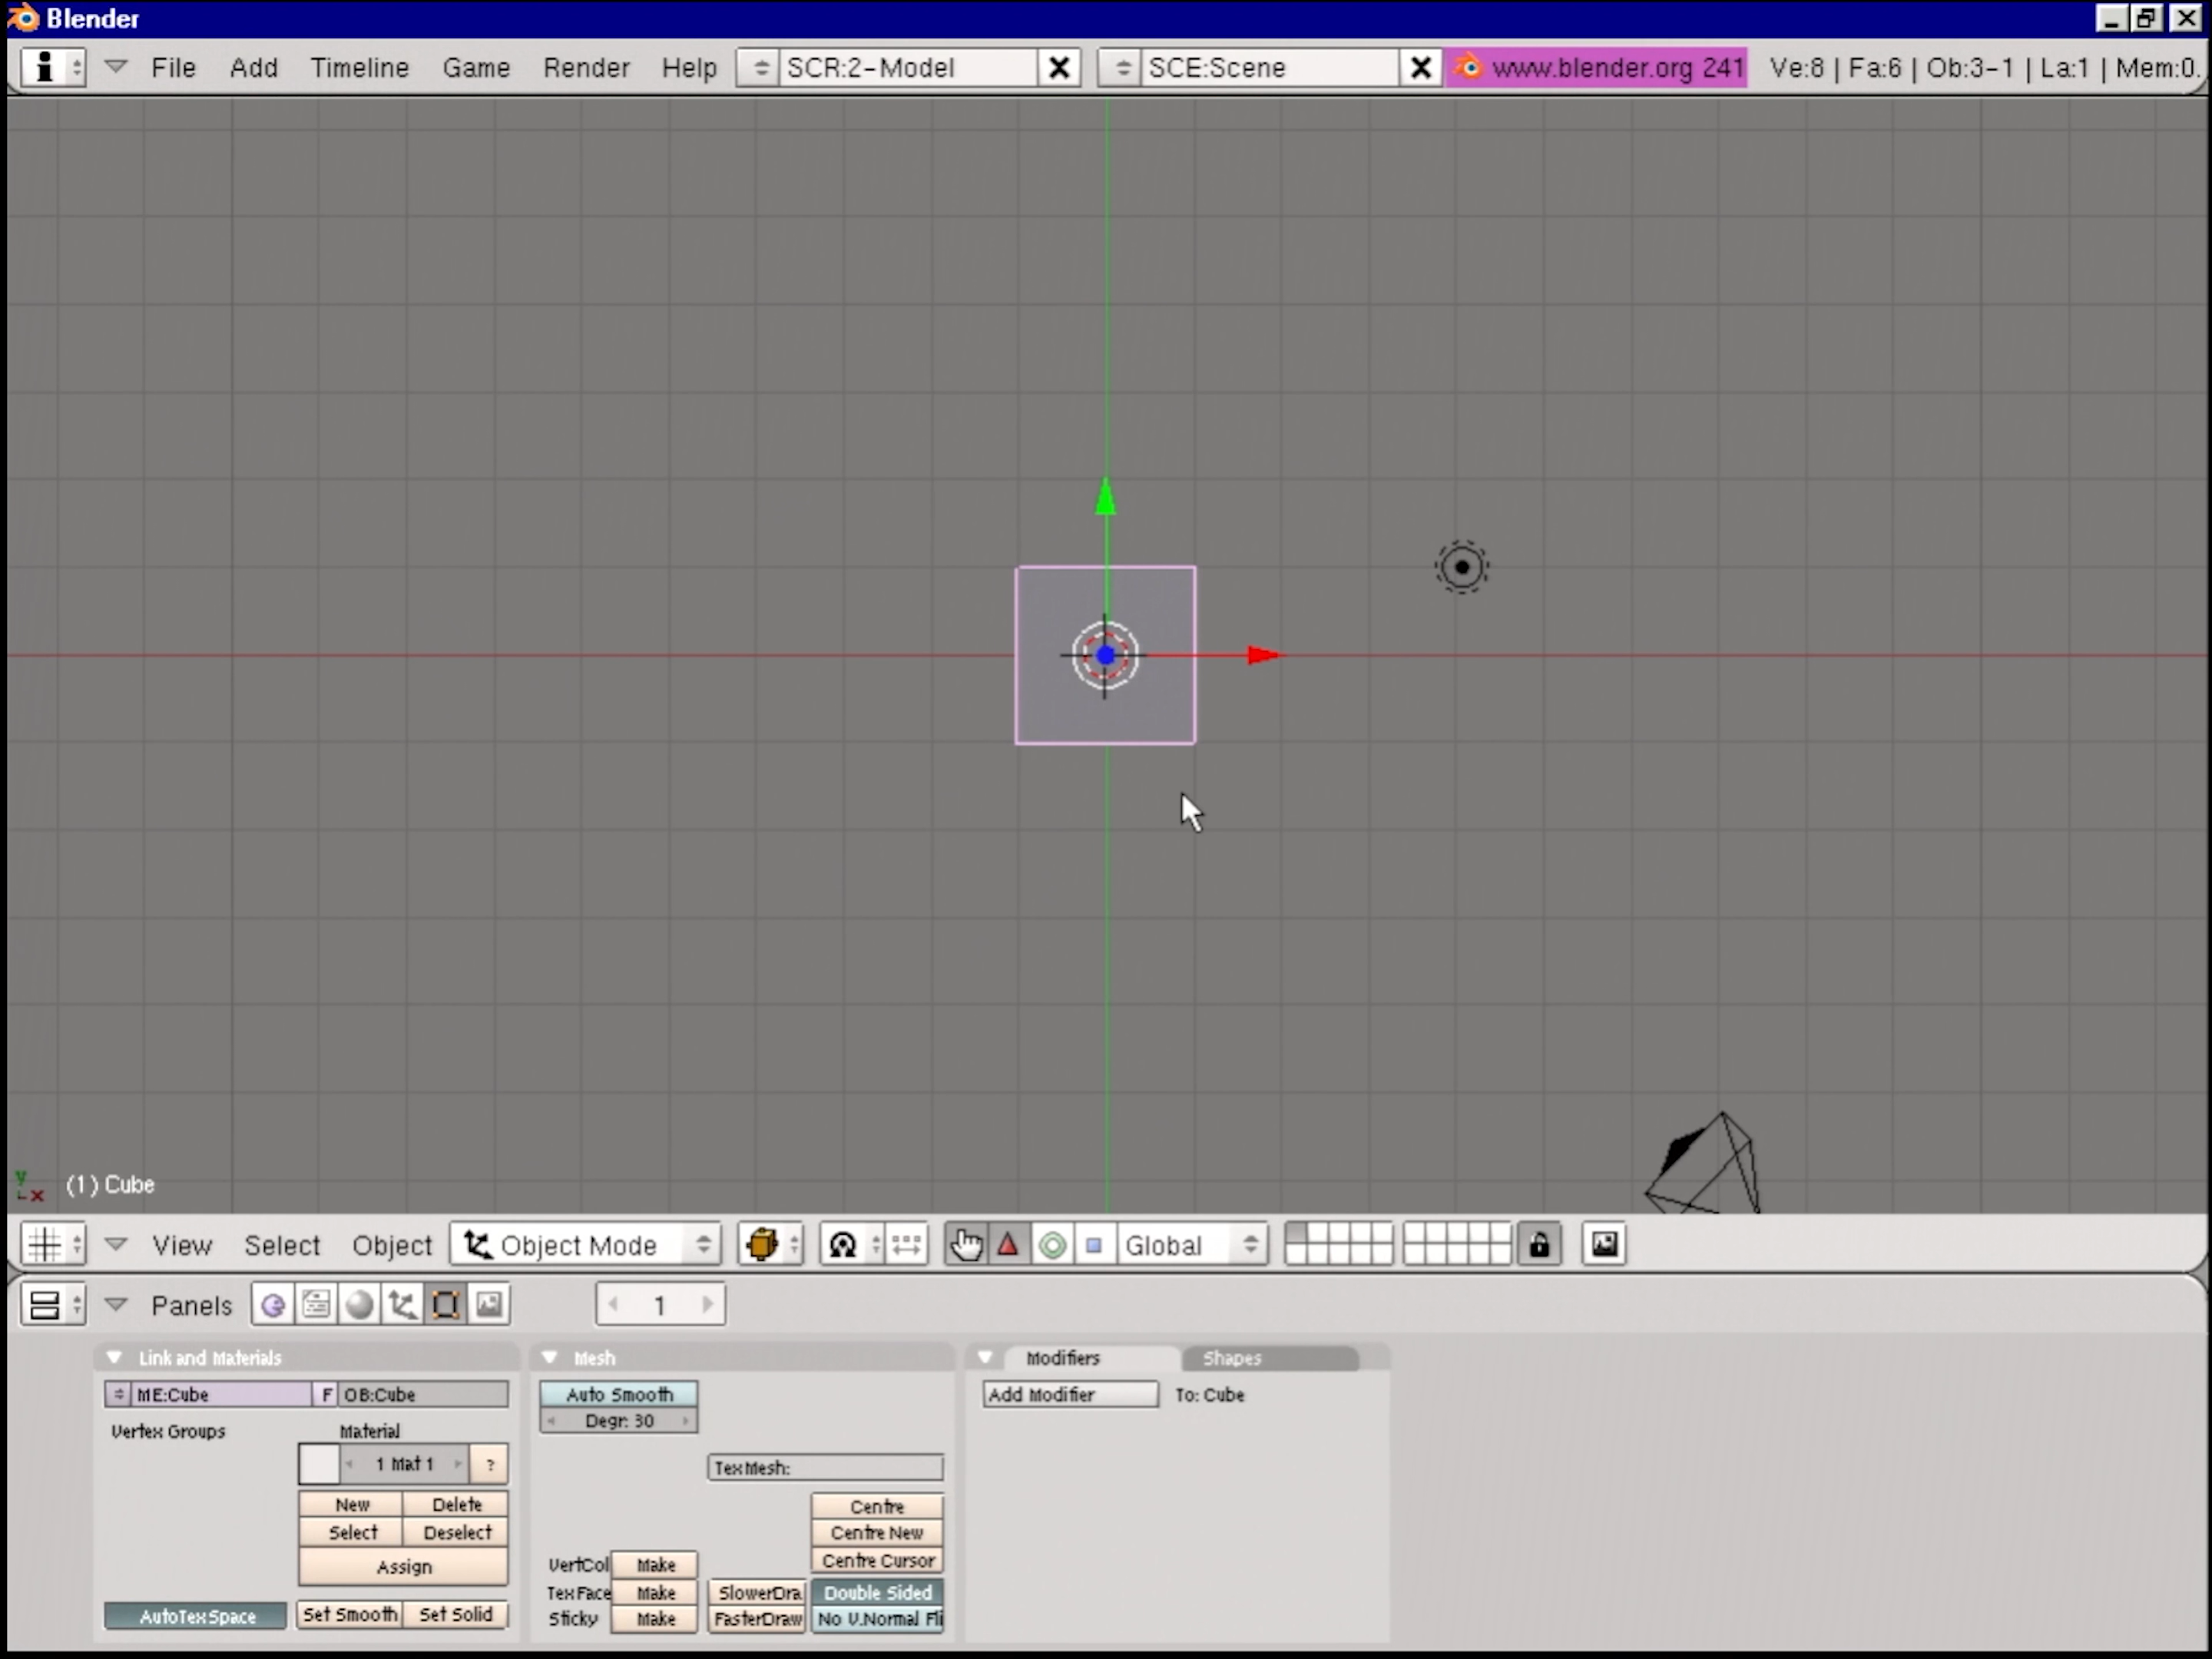 Blender
File Add Timeline Game Render Help SCR:2-Model SCE:Scene www.blender.org 241 Ve:8 | Fa:6 | Ob:3-1 | La:1 | Mem:0.
y
x (1) Cube
View Select Object Object Mode Global
Panels 1
Link and Materials Mesh Modifiers Shapes
ME:Cube F OB:Cube Auto Smooth Add Modifier To: Cube
Degr: 30
Vertex Groups Material
1 Mat 1 ? TexMesh:
New Delete Centre
Select Deselect Centre New
Assign VertCol Make Centre Cursor
TexFace Make SlowerDra Double Sided
AutoTexSpace Set Smooth Set Solid Sticky Make FasterDraw No V.Normal Fli